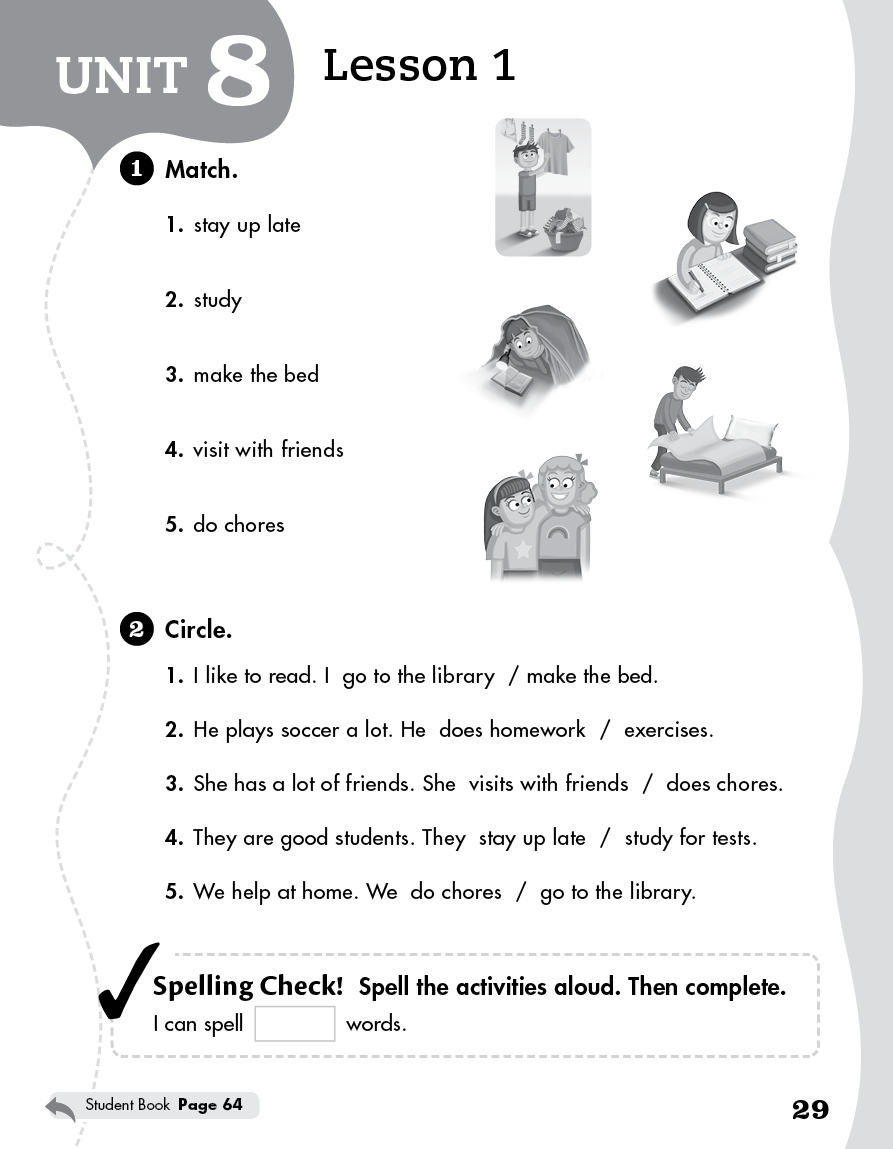 UNIT 8 Lesson 1
1 Match.
1. stay up late
2. study
3. make the bed
4. visit with friends
5. do chores
2 Circle.
1. I like to read. I go to the library / make the bed.
2. He plays soccer a lot. He does homework / exercises.
3. She has a lot of friends. She visits with friends / does chores.
4. They are good students. They stay up late / study for tests.
5. We help at home. We do chores / go to the library.
Spelling Check! Spell the activities aloud. Then complete.
I can spell words.
Student Book Page 64
29